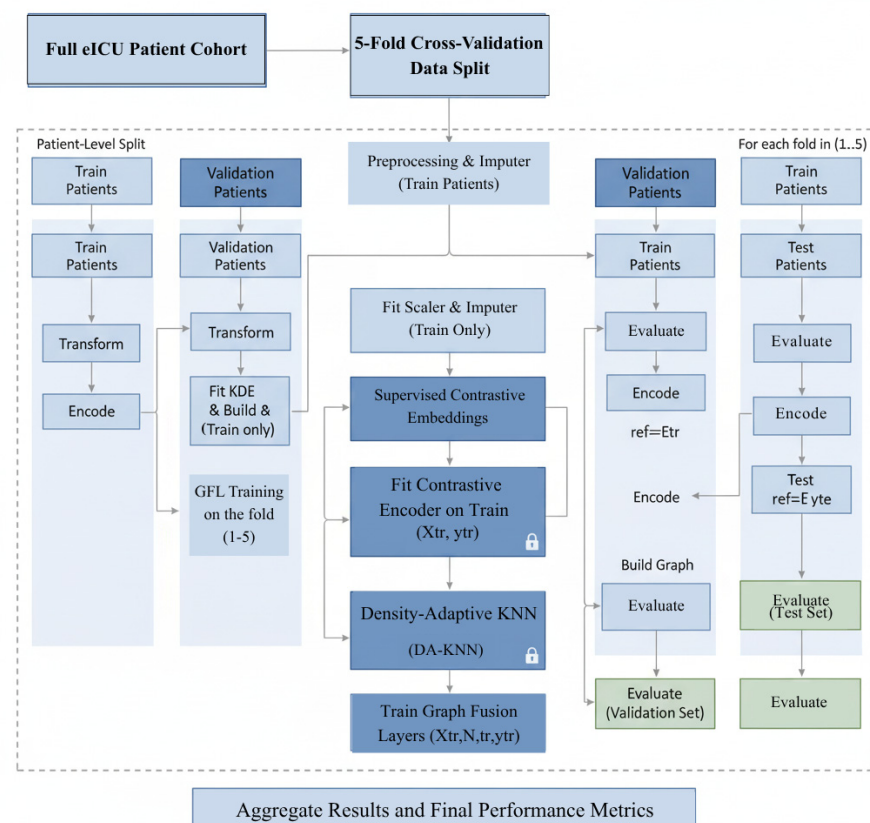 Full eICU Patient Cohort
5-Fold Cross-Validation
Data Split
Patient-Level Split
For each fold in (1..5)
Train
Patients
Validation
Patients
Preprocessing & Imputer
(Train Patients)
Validation
Patients
Train
Patients
Train
Patients
Validation
Patients
Train
Patients
Test
Patients
Transform
Encode
Transform
Fit KDE
& Build &
(Train only)
GFL Training
on the fold
(1-5)
Fit Scaler & Imputer
(Train Only)
Supervised Contrastive
Embeddings
Fit Contrastive
Encoder on Train
(Xtr, ytr)
Density-Adaptive KNN
(DA-KNN)
Train Graph Fusion
Layers (Xtr,N,tr,ytr)
Evaluate
Encode
ref=Etr
Encode
Build Graph
Evaluate
Evaluate
(Validation Set)
Evaluate
Encode
Test
ref=E yte
Evaluate
(Test Set)
Evaluate
Aggregate Results and Final Performance Metrics